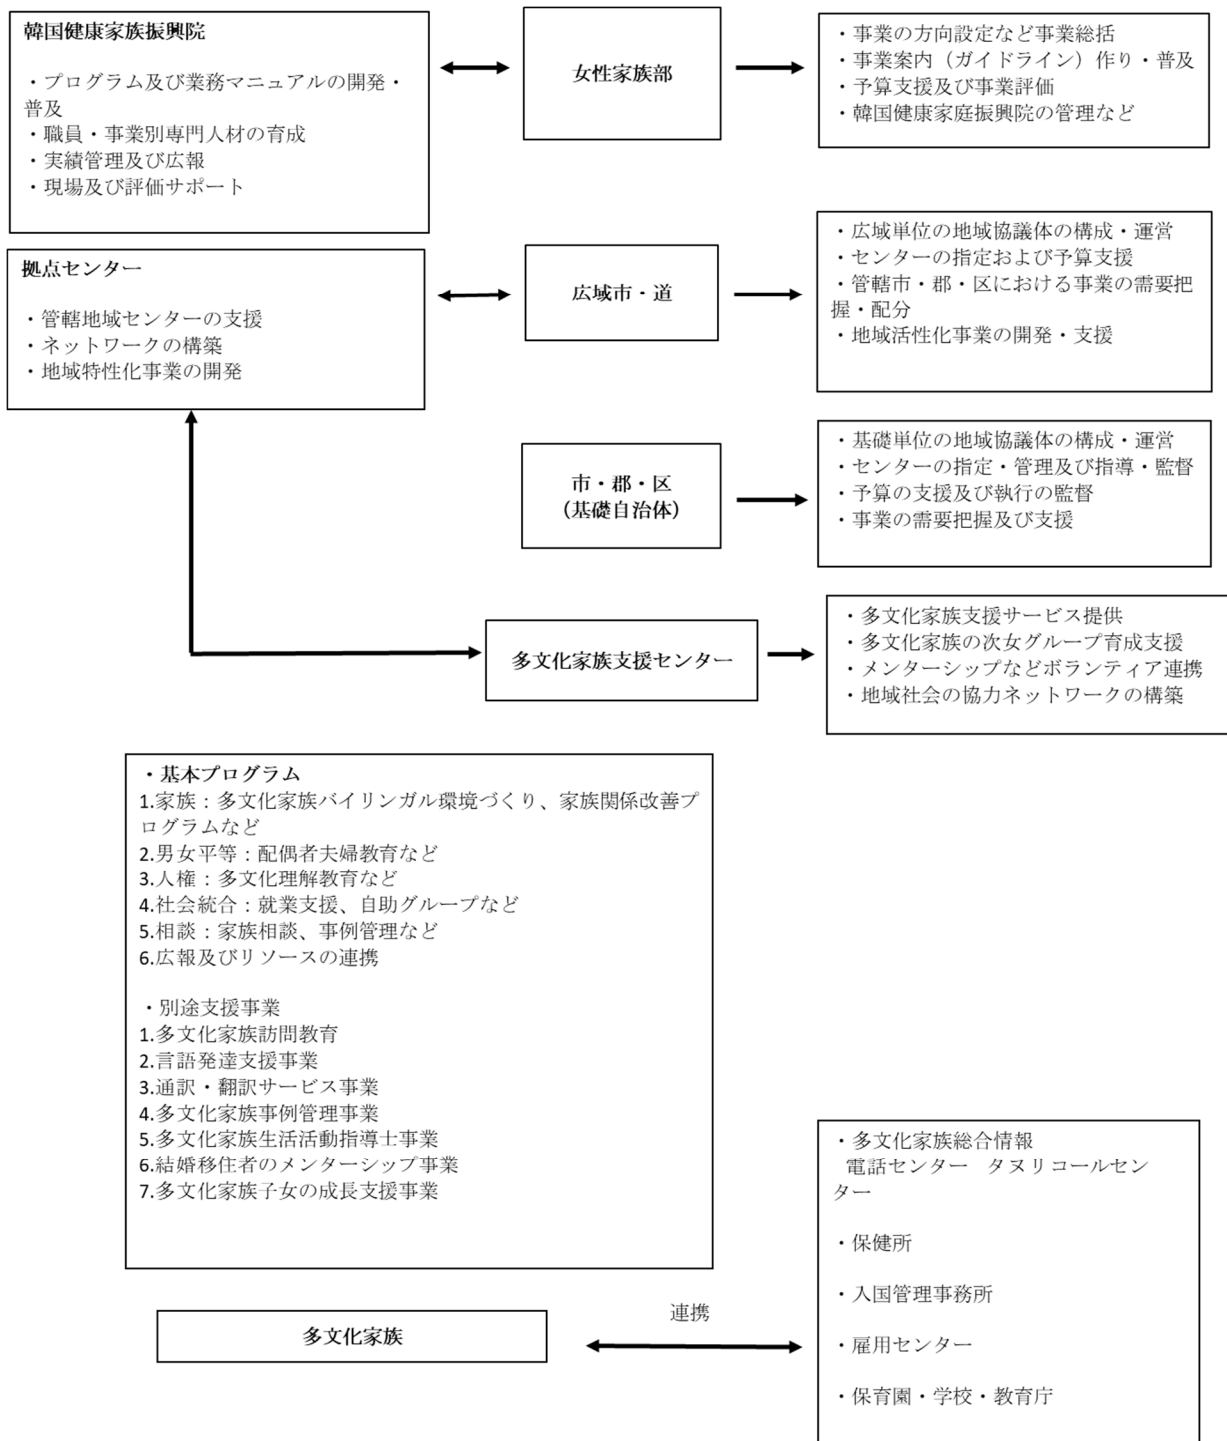 韓国健康家族振興院
・プログラム及び業務マニュアルの開発・
普及
・職員・事業別専門人材の育成
・実績管理及び広報
・現場及び評価サポート
女性家族部
・事業の方向設定など事業総括
・事業案内（ガイドライン）作り・普及
・予算支援及び事業評価
・韓国健康家庭振興院の管理など
拠点センター
・管轄地域センターの支援
・ネットワークの構築
・地域特性化事業の開発
広域市・道
・広域単位の地域協議体の構成・運営
・センターの指定および予算支援
・管轄市・郡・区における事業の需要把
握・配分
・地域活性化事業の開発・支援
市・郡・区
（基礎自治体）
・基礎単位の地域協議体の構成・運営
・センターの指定・管理及び指導・監督
・予算の支援及び執行の監督
・事業の需要把握及び支援
多文化家族支援センター
・多文化家族支援サービス提供
・多文化家族の次女グループ育成支援
・メンターシップなどボランティア連携
・地域社会の協力ネットワークの構築
・基本プログラム
1.家族：多文化家族バイリンガル環境づくり、家族関係改善プ
ログラムなど
2.男女平等：配偶者夫婦教育など
3.人権：多文化理解教育など
4.社会統合：就業支援、自助グループなど
5.相談：家族相談、事例管理など
6.広報及びリソースの連携
・別途支援事業
1.多文化家族訪問教育
2.言語発達支援事業
3.通訳・翻訳サービス事業
4.多文化家族事例管理事業
5.多文化家族生活活動指導士事業
6.結婚移住者のメンターシップ事業
7.多文化家族子女の成長支援事業
多文化家族
連携
・多文化家族総合情報
電話センター　タヌリコールセン
ター
・保健所
・入国管理事務所
・雇用センター
・保育園・学校・教育庁